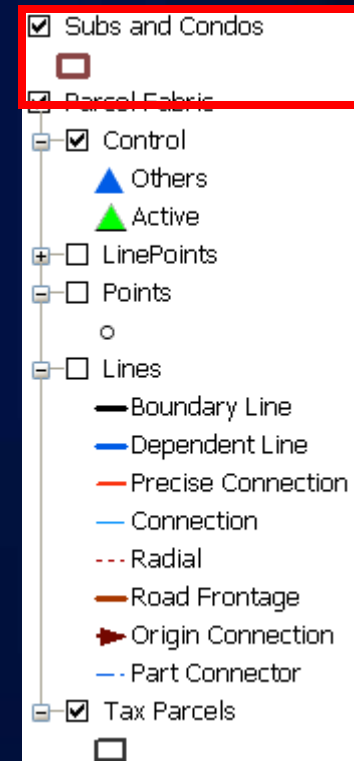 Subs and Condos
Parcel Fabric
Control
Others
Active
LinePoints
Points
Lines
Boundary Line
Dependent Line
Precise Connection
Connection
Radial
Road Frontage
Origin Connection
Part Connector
Tax Parcels